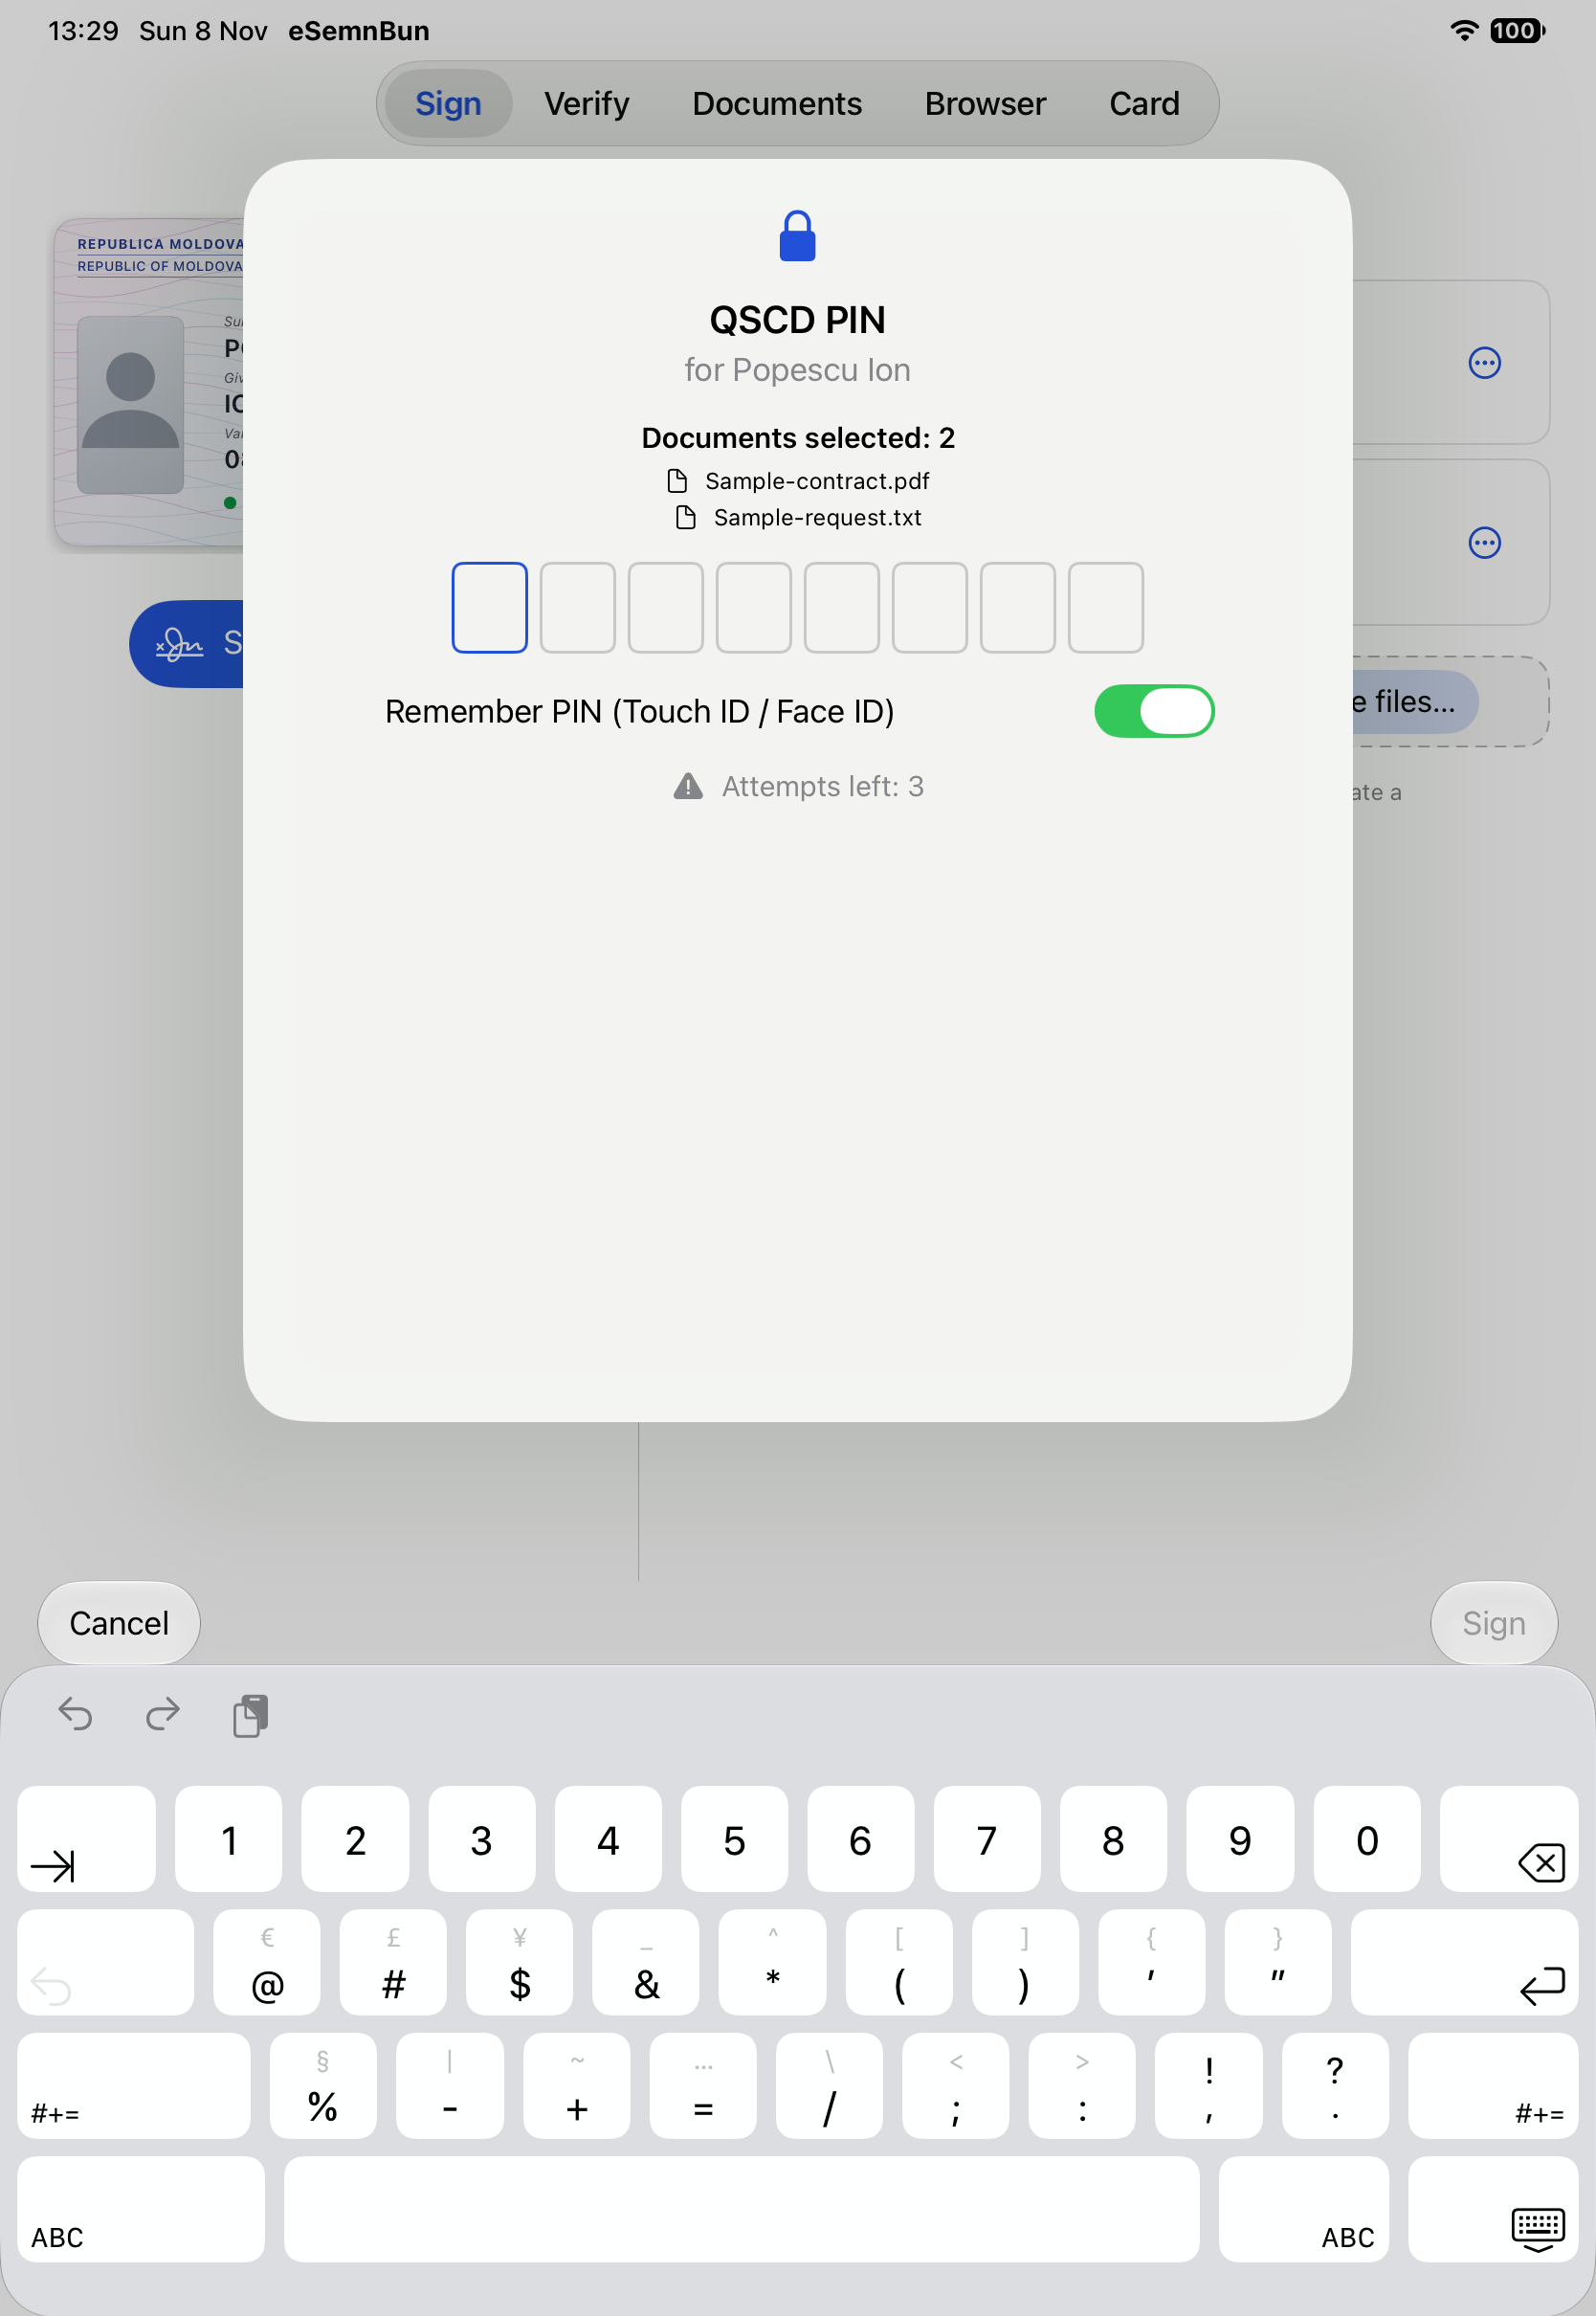 13:29 Sun 8 Nov eSemnBun
100
Sign Verify Documents Browser Card
REPUBLICA MOLDOVA
REPUBLIC OF MOLDOVA
QSCD PIN
for Popescu Ion
Documents selected: 2
Sample-contract.pdf
Sample-request.txt
Remember PIN (Touch ID / Face ID)
Attempts left: 3
files...
ate a
Cancel
Sign
1 2 3 4 5 6 7 8 9 0
€ £ ¥ _ ^ [ ] { }
@ # $ & * ( ) ' "
§ | ~ … \ < > ! ?
#+= % - + = / ; : , . #+=
ABC ABC